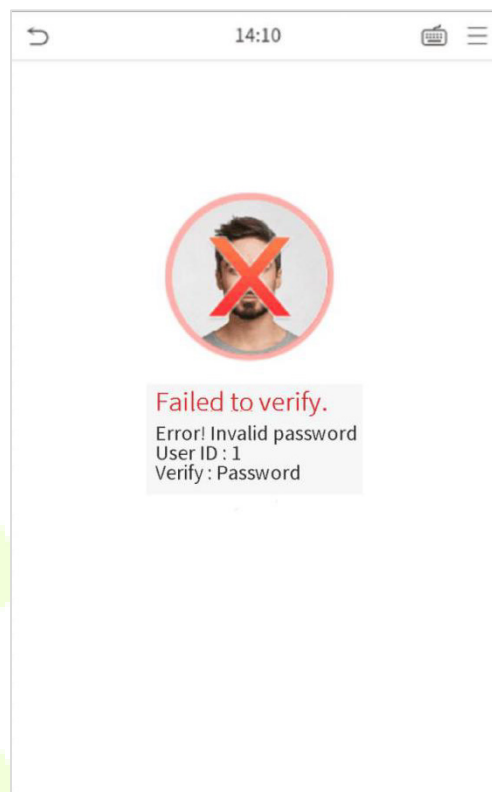 14:10
Failed to verify.
Error! Invalid password
User ID : 1
Verify : Password